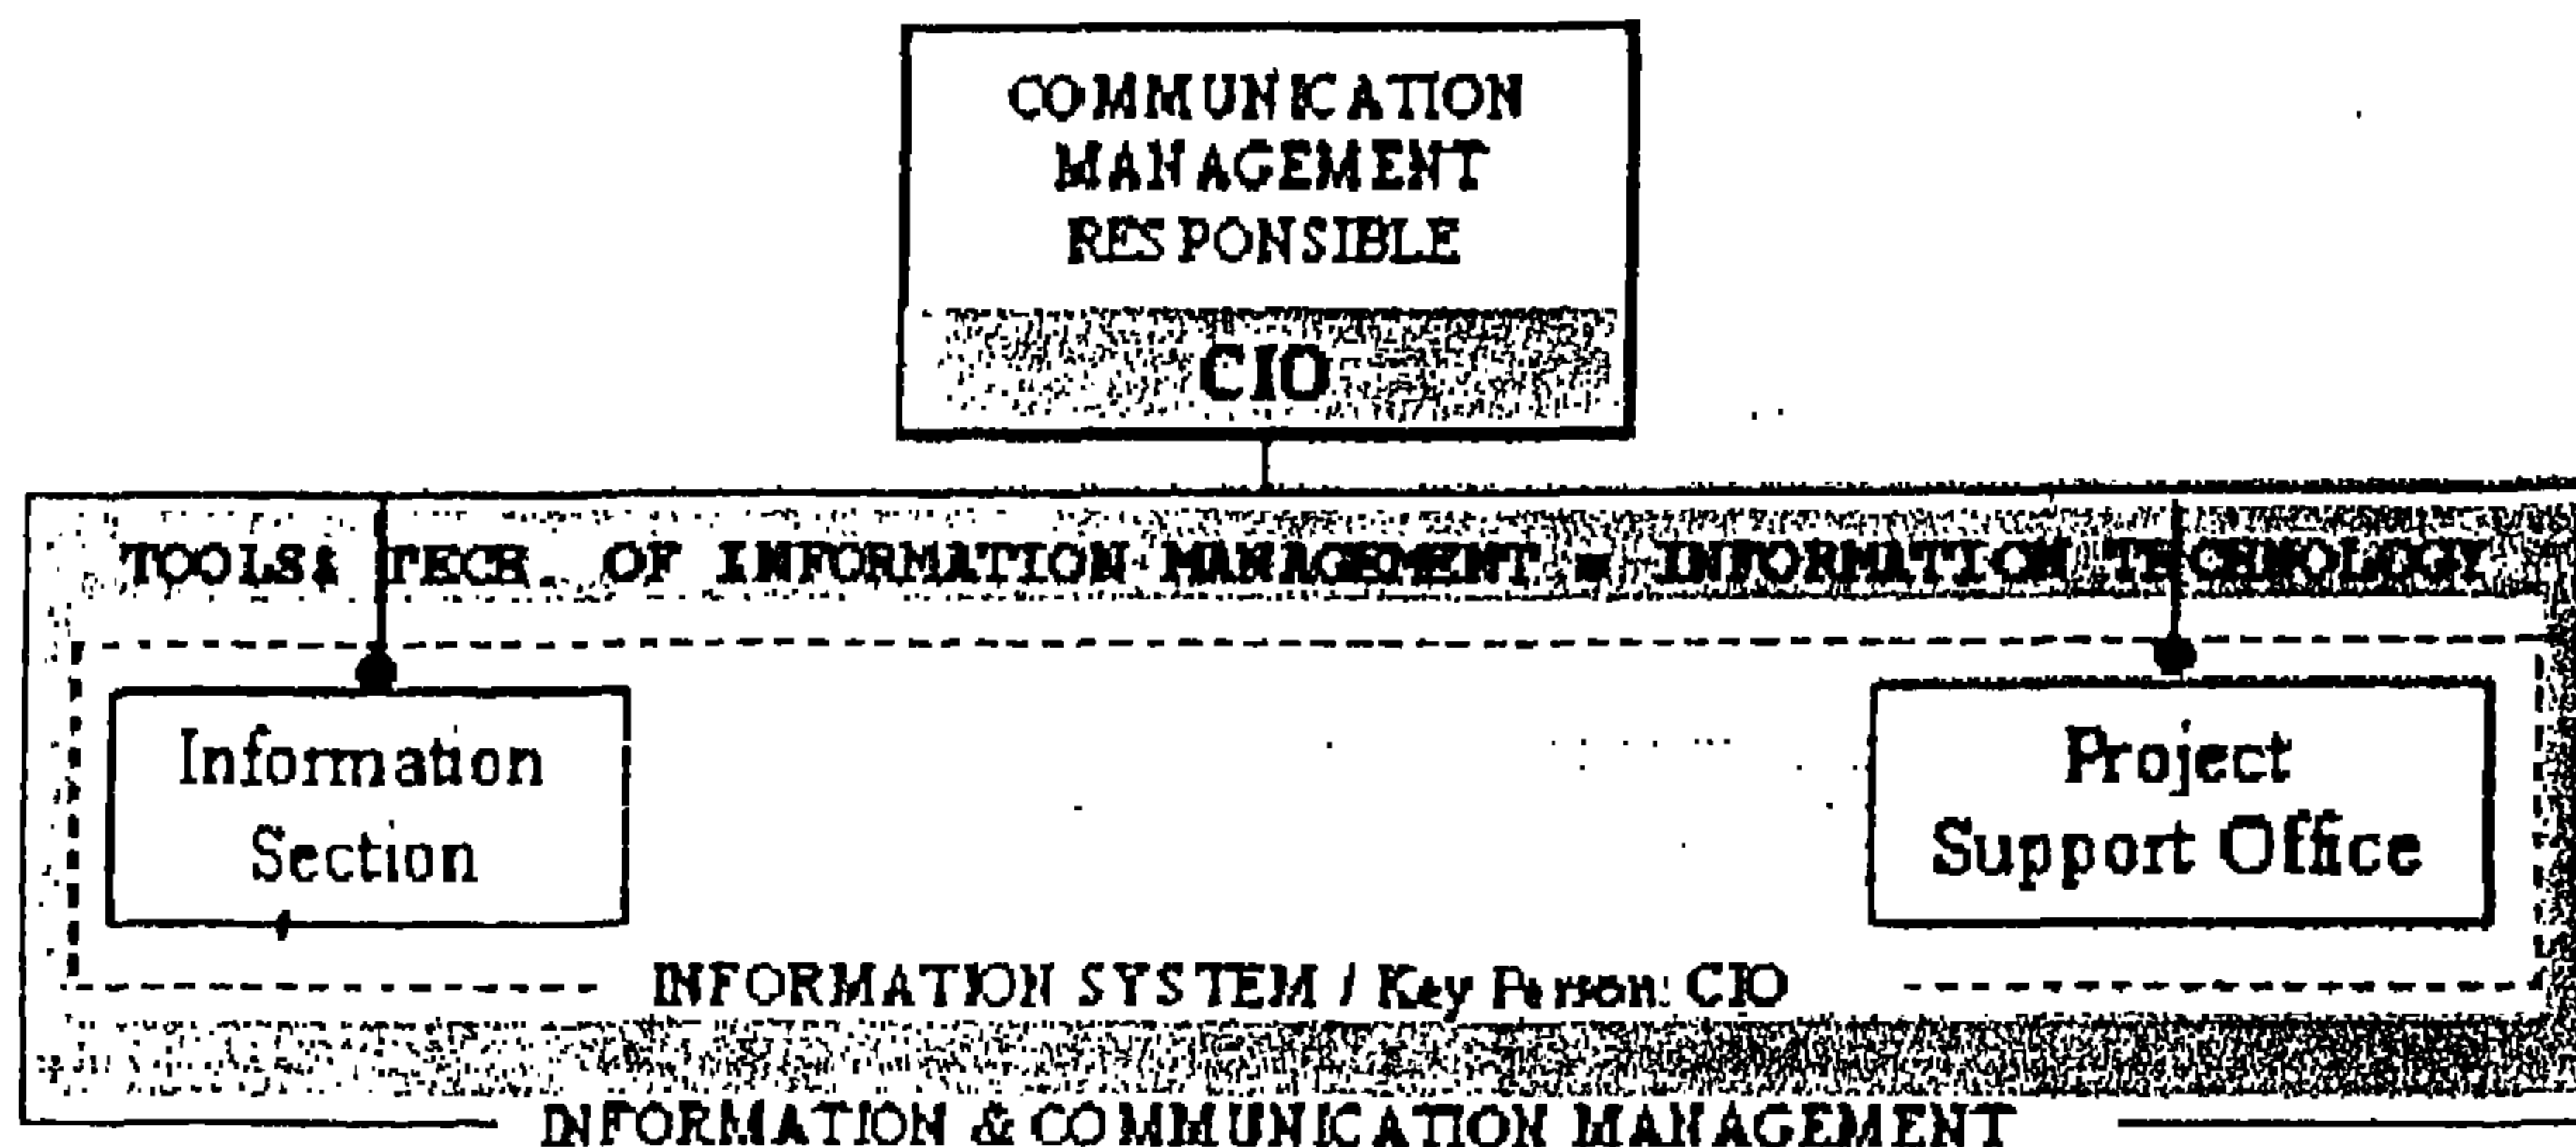 COMMUNICATION
MANAGEMENT
RESPONSIBLE
CIO
TOOLS& TECH. OF INFORMATION MANAGEMENT = INFORMATION TECHNOLOGY
Information
Section
Project
Support Office
INFORMATION SYSTEM / Key Person: CIO
INFORMATION & COMMUNICATION MANAGEMENT